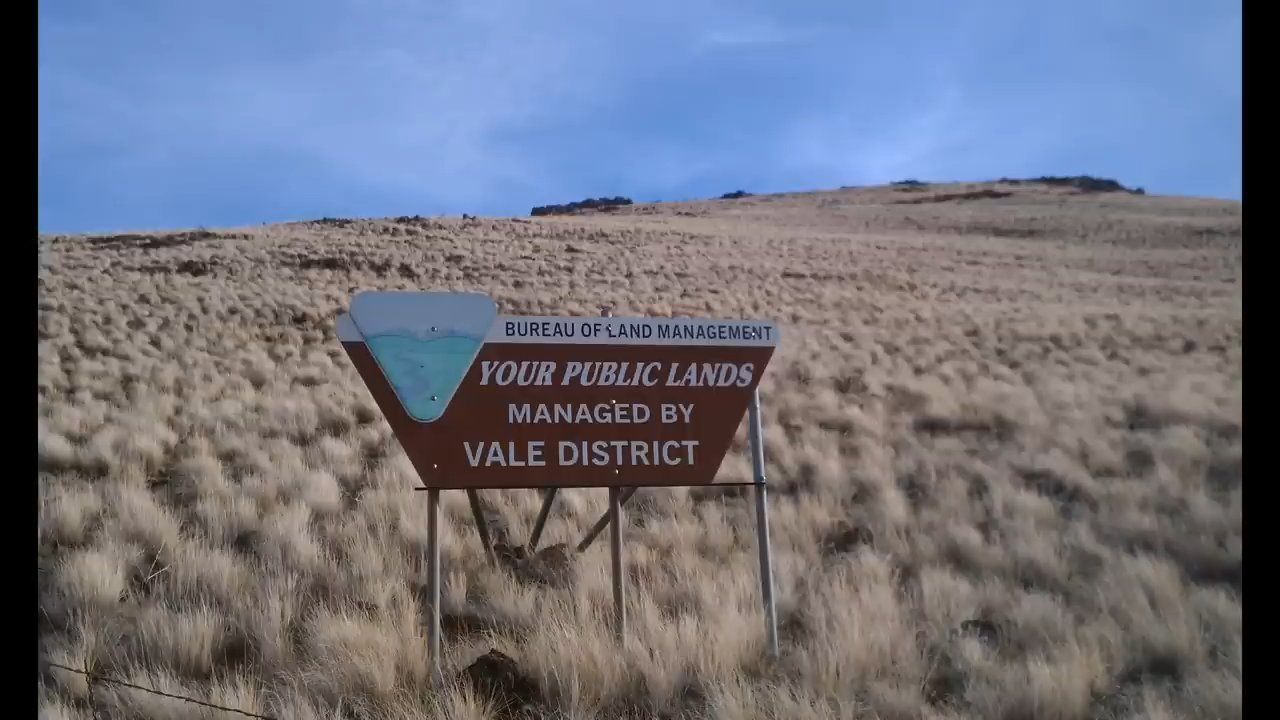 BUREAU OF LAND MANAGEMENT
YOUR PUBLIC LANDS
MANAGED BY
VALE DISTRICT